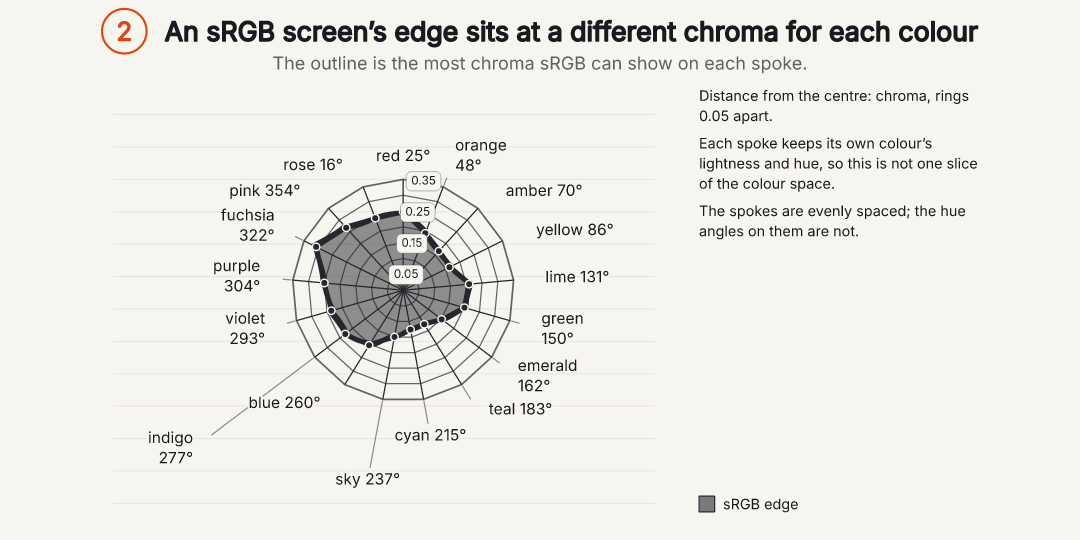 2
An sRGB screen’s edge sits at a different chroma for each colour
The outline is the most chroma sRGB can show on each spoke.
Distance from the centre: chroma, rings
0.05 apart.
Each spoke keeps its own colour’s
lightness and hue, so this is not one slice
of the colour space.
The spokes are evenly spaced; the hue
angles on them are not.
red 25°
orange
48°
amber 70°
yellow 86°
lime 131°
green
150°
emerald
162°
teal 183°
cyan 215°
sky 237°
blue 260°
indigo
277°
violet
293°
purple
304°
fuchsia
322°
pink 354°
rose 16°
0.35
0.25
0.15
0.05
sRGB edge